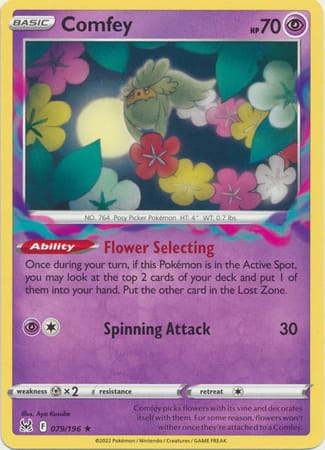 BASIC Comfey HP70
NO. 764 Posy Picker Pokémon HT. 4" WT. 0.7 lbs.
Ability Flower Selecting
Once during your turn, if this Pokémon is in the Active Spot,
you may look at the top 2 cards of your deck and put 1 of
them into your hand. Put the other card in the Lost Zone.
Spinning Attack 30
weakness ×2 resistance retreat
Illus. Aya Kusube
F 079/196 ★
Comfey picks flowers with its vine and decorates
itself with them. For some reason, flowers won't
wither once they're attached to a Comfey.
©2022 Pokémon / Nintendo / Creatures / GAME FREAK